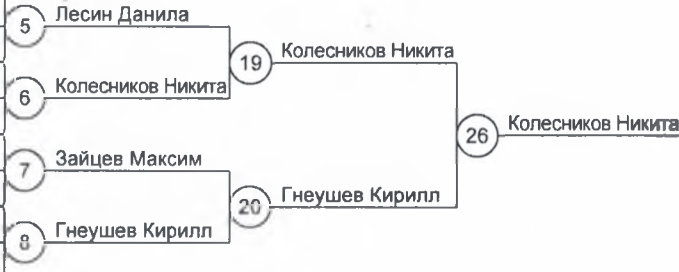 5 Лесин Данила
19 Колесников Никита
6 Колесников Никита
26 Колесников Никита
7 Зайцев Максим
20 Гнеушев Кирилл
8 Гнеушев Кирилл